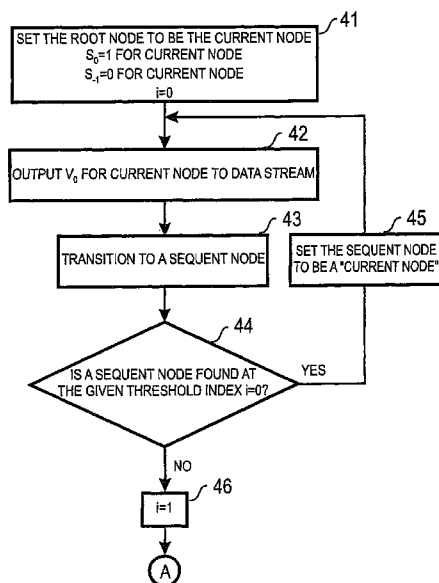 41
SET THE ROOT NODE TO BE THE CURRENT NODE
S₀=1 FOR CURRENT NODE
S₋₁=0 FOR CURRENT NODE
i=0
42
OUTPUT V₀ FOR CURRENT NODE TO DATA STREAM
43
TRANSITION TO A SEQUENT NODE
45
SET THE SEQUENT NODE
TO BE A "CURRENT NODE"
44
IS A SEQUENT NODE FOUND AT
THE GIVEN THRESHOLD INDEX i=0?
YES
NO
46
i=1
A